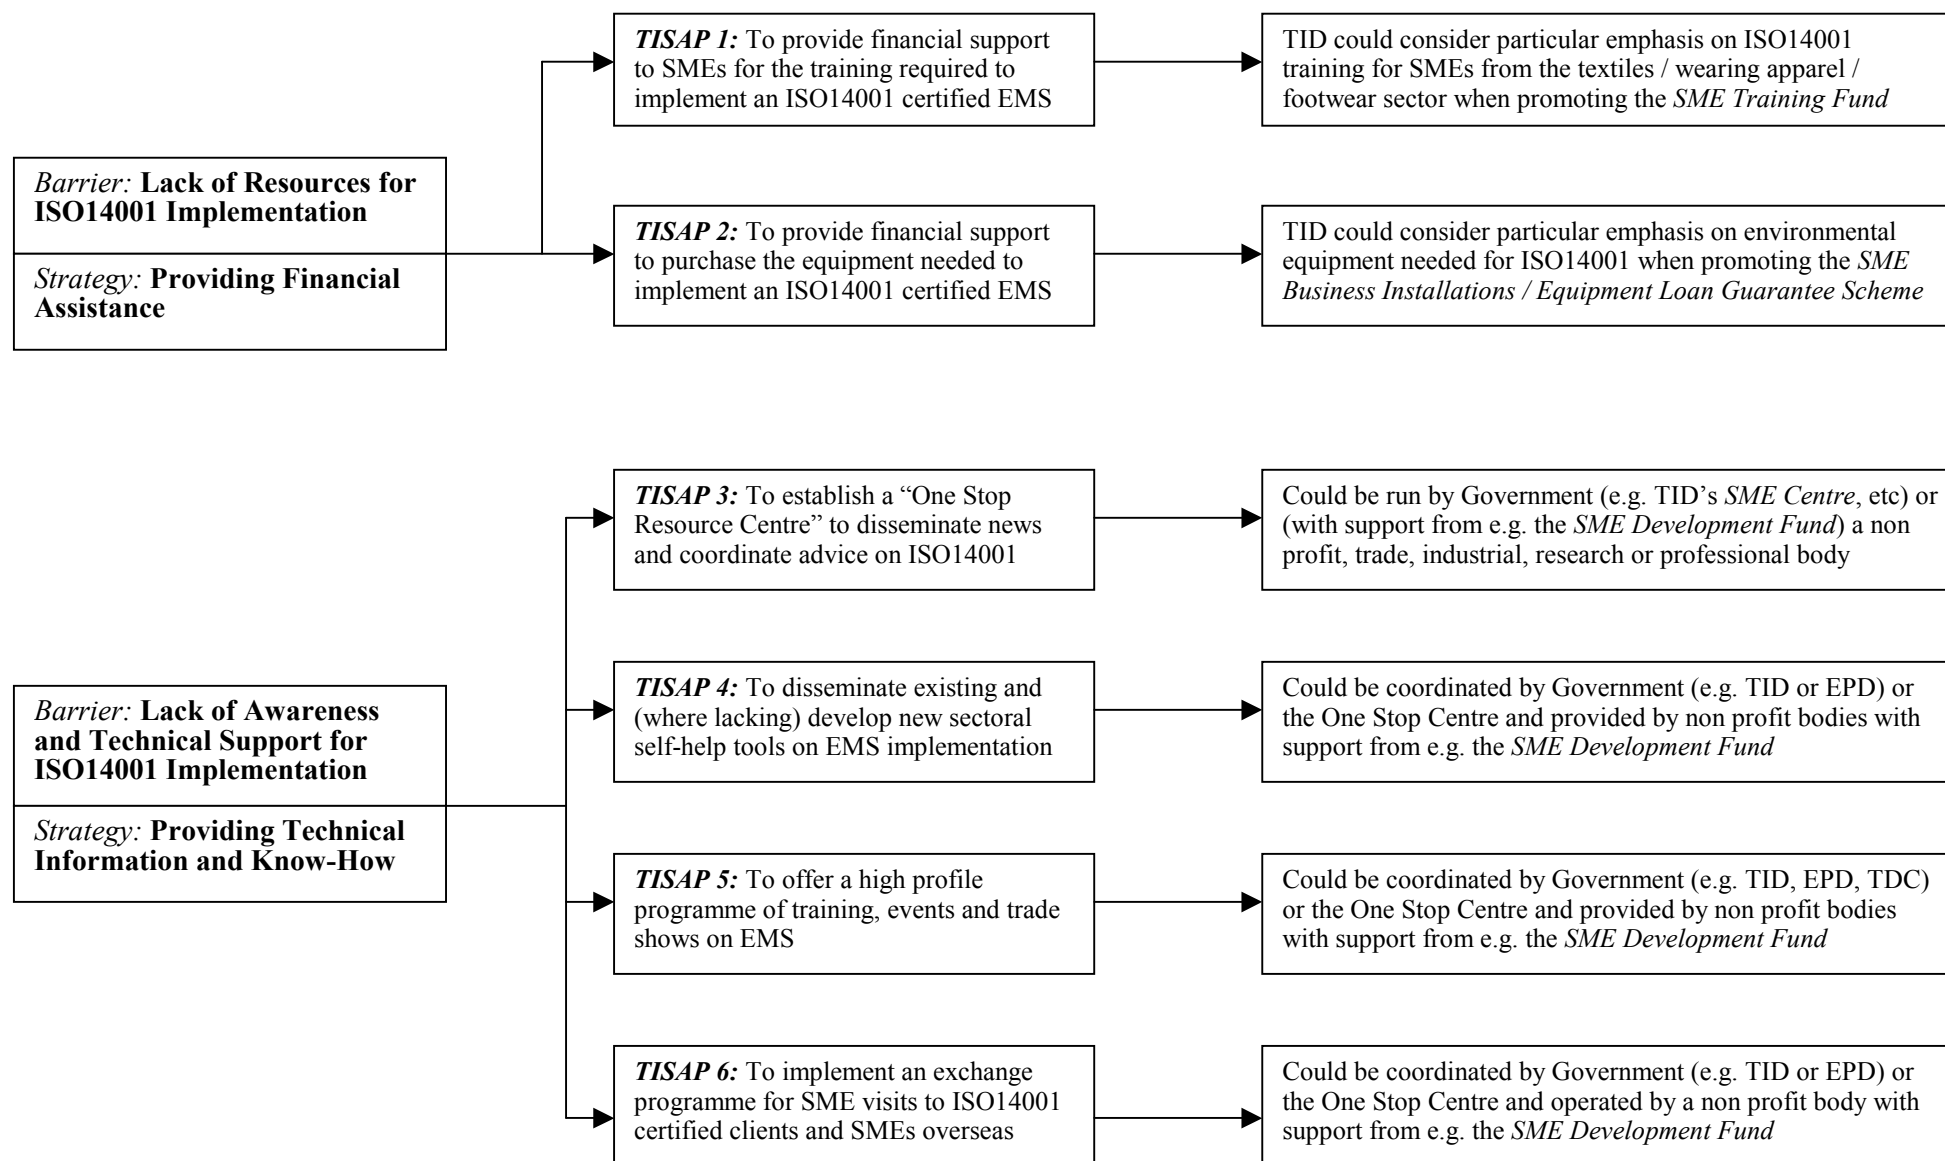 TISAP 1: To provide financial support
to SMEs for the training required to
implement an ISO14001 certified EMS
TID could consider particular emphasis on ISO14001
training for SMEs from the textiles / wearing apparel /
footwear sector when promoting the SME Training Fund
Barrier: Lack of Resources for
ISO14001 Implementation
Strategy: Providing Financial
Assistance
TISAP 2: To provide financial support
to purchase the equipment needed to
implement an ISO14001 certified EMS
TID could consider particular emphasis on environmental
equipment needed for ISO14001 when promoting the SME
Business Installations / Equipment Loan Guarantee Scheme
TISAP 3: To establish a “One Stop
Resource Centre” to disseminate news
and coordinate advice on ISO14001
Could be run by Government (e.g. TID’s SME Centre, etc) or
(with support from e.g. the SME Development Fund) a non
profit, trade, industrial, research or professional body
Barrier: Lack of Awareness
and Technical Support for
ISO14001 Implementation
Strategy: Providing Technical
Information and Know-How
TISAP 4: To disseminate existing and
(where lacking) develop new sectoral
self-help tools on EMS implementation
Could be coordinated by Government (e.g. TID or EPD) or
the One Stop Centre and provided by non profit bodies with
support from e.g. the SME Development Fund
TISAP 5: To offer a high profile
programme of training, events and trade
shows on EMS
Could be coordinated by Government (e.g. TID, EPD, TDC)
or the One Stop Centre and provided by non profit bodies
with support from e.g. the SME Development Fund
TISAP 6: To implement an exchange
programme for SME visits to ISO14001
certified clients and SMEs overseas
Could be coordinated by Government (e.g. TID or EPD) or
the One Stop Centre and operated by a non profit body with
support from e.g. the SME Development Fund